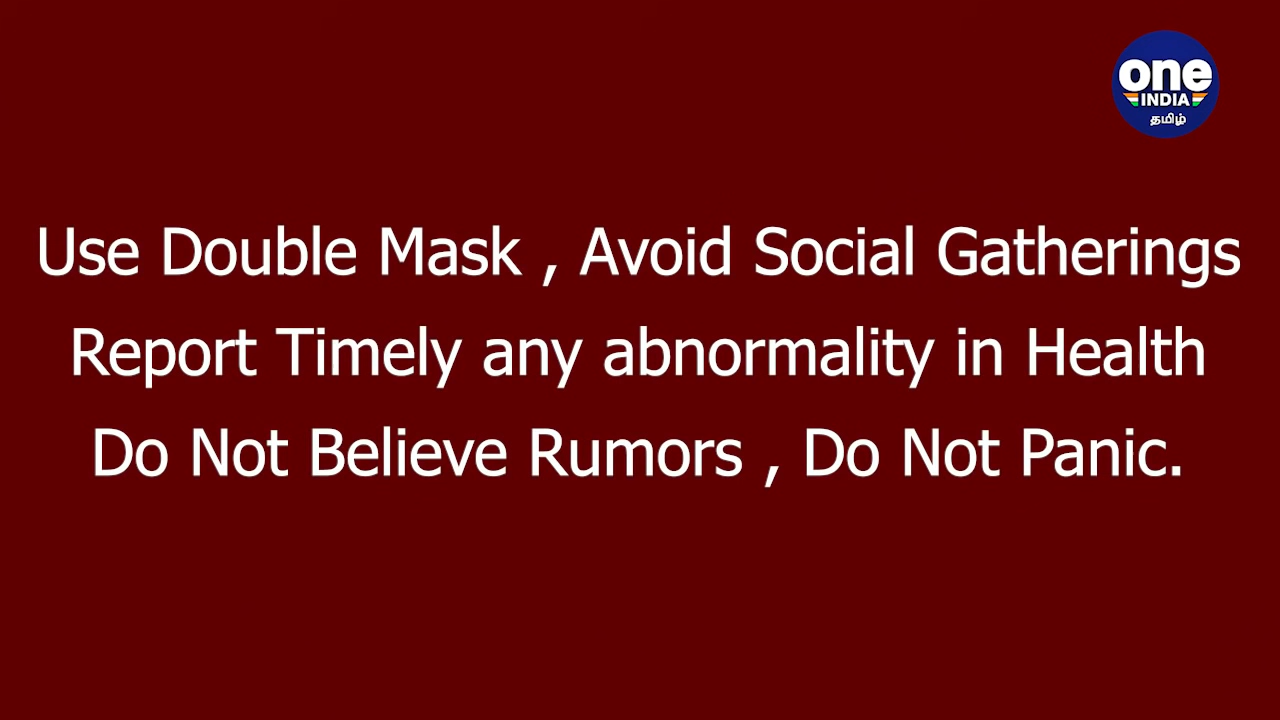 one
INDIA
தமிழ்
Use Double Mask , Avoid Social Gatherings
Report Timely any abnormality in Health
Do Not Believe Rumors , Do Not Panic.